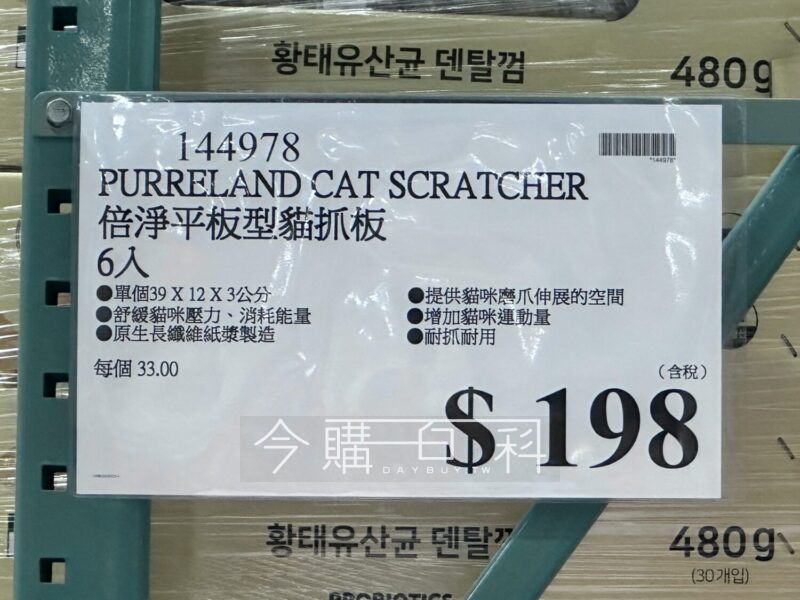 황태유산균 덴탈껌
480g
144978
"144978"
PURRELAND CAT SCRATCHER
倍淨平板型貓抓板
6入
●單個39 X 12 X 3公分
●提供貓咪磨爪伸展的空間
●舒緩貓咪壓力、消耗能量
●增加貓咪運動量
●原生長纖維紙漿製造
●耐抓耐用
每個 33.00
(含稅)
$ 198
今購百科
DAYBUY.TW
황태유산균 덴탈껌
480g
(30개입)
PROBIOTICS